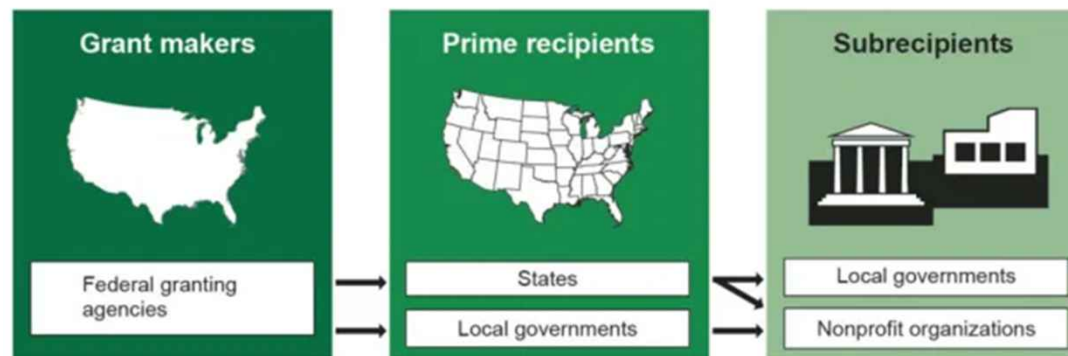 Grant makers
Federal granting
agencies
Prime recipients
States
Local governments
Subrecipients
Local governments
Nonprofit organizations